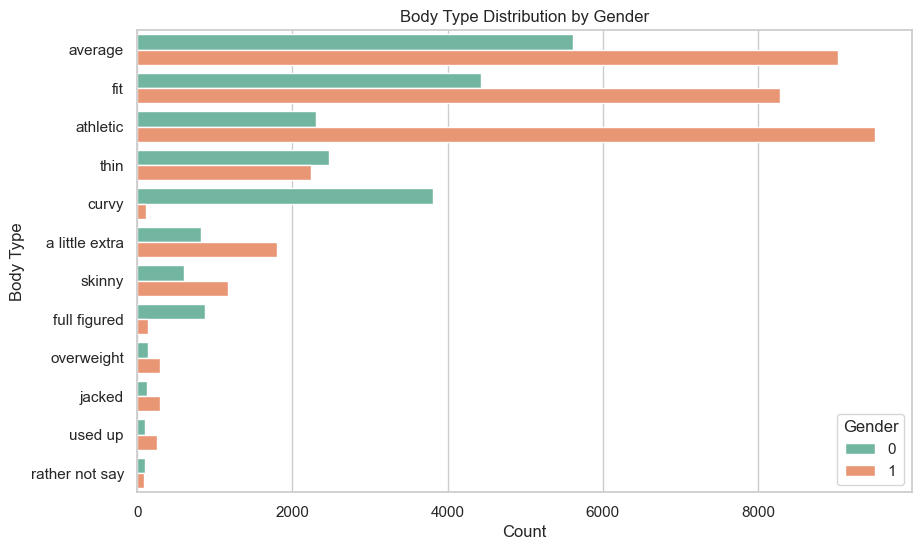 Body Type Distribution by Gender
average
fit
athletic
thin
curvy
a little extra
skinny
full figured
overweight
jacked
used up
rather not say
Body Type
0 2000 4000 6000 8000
Count
Gender
0
1